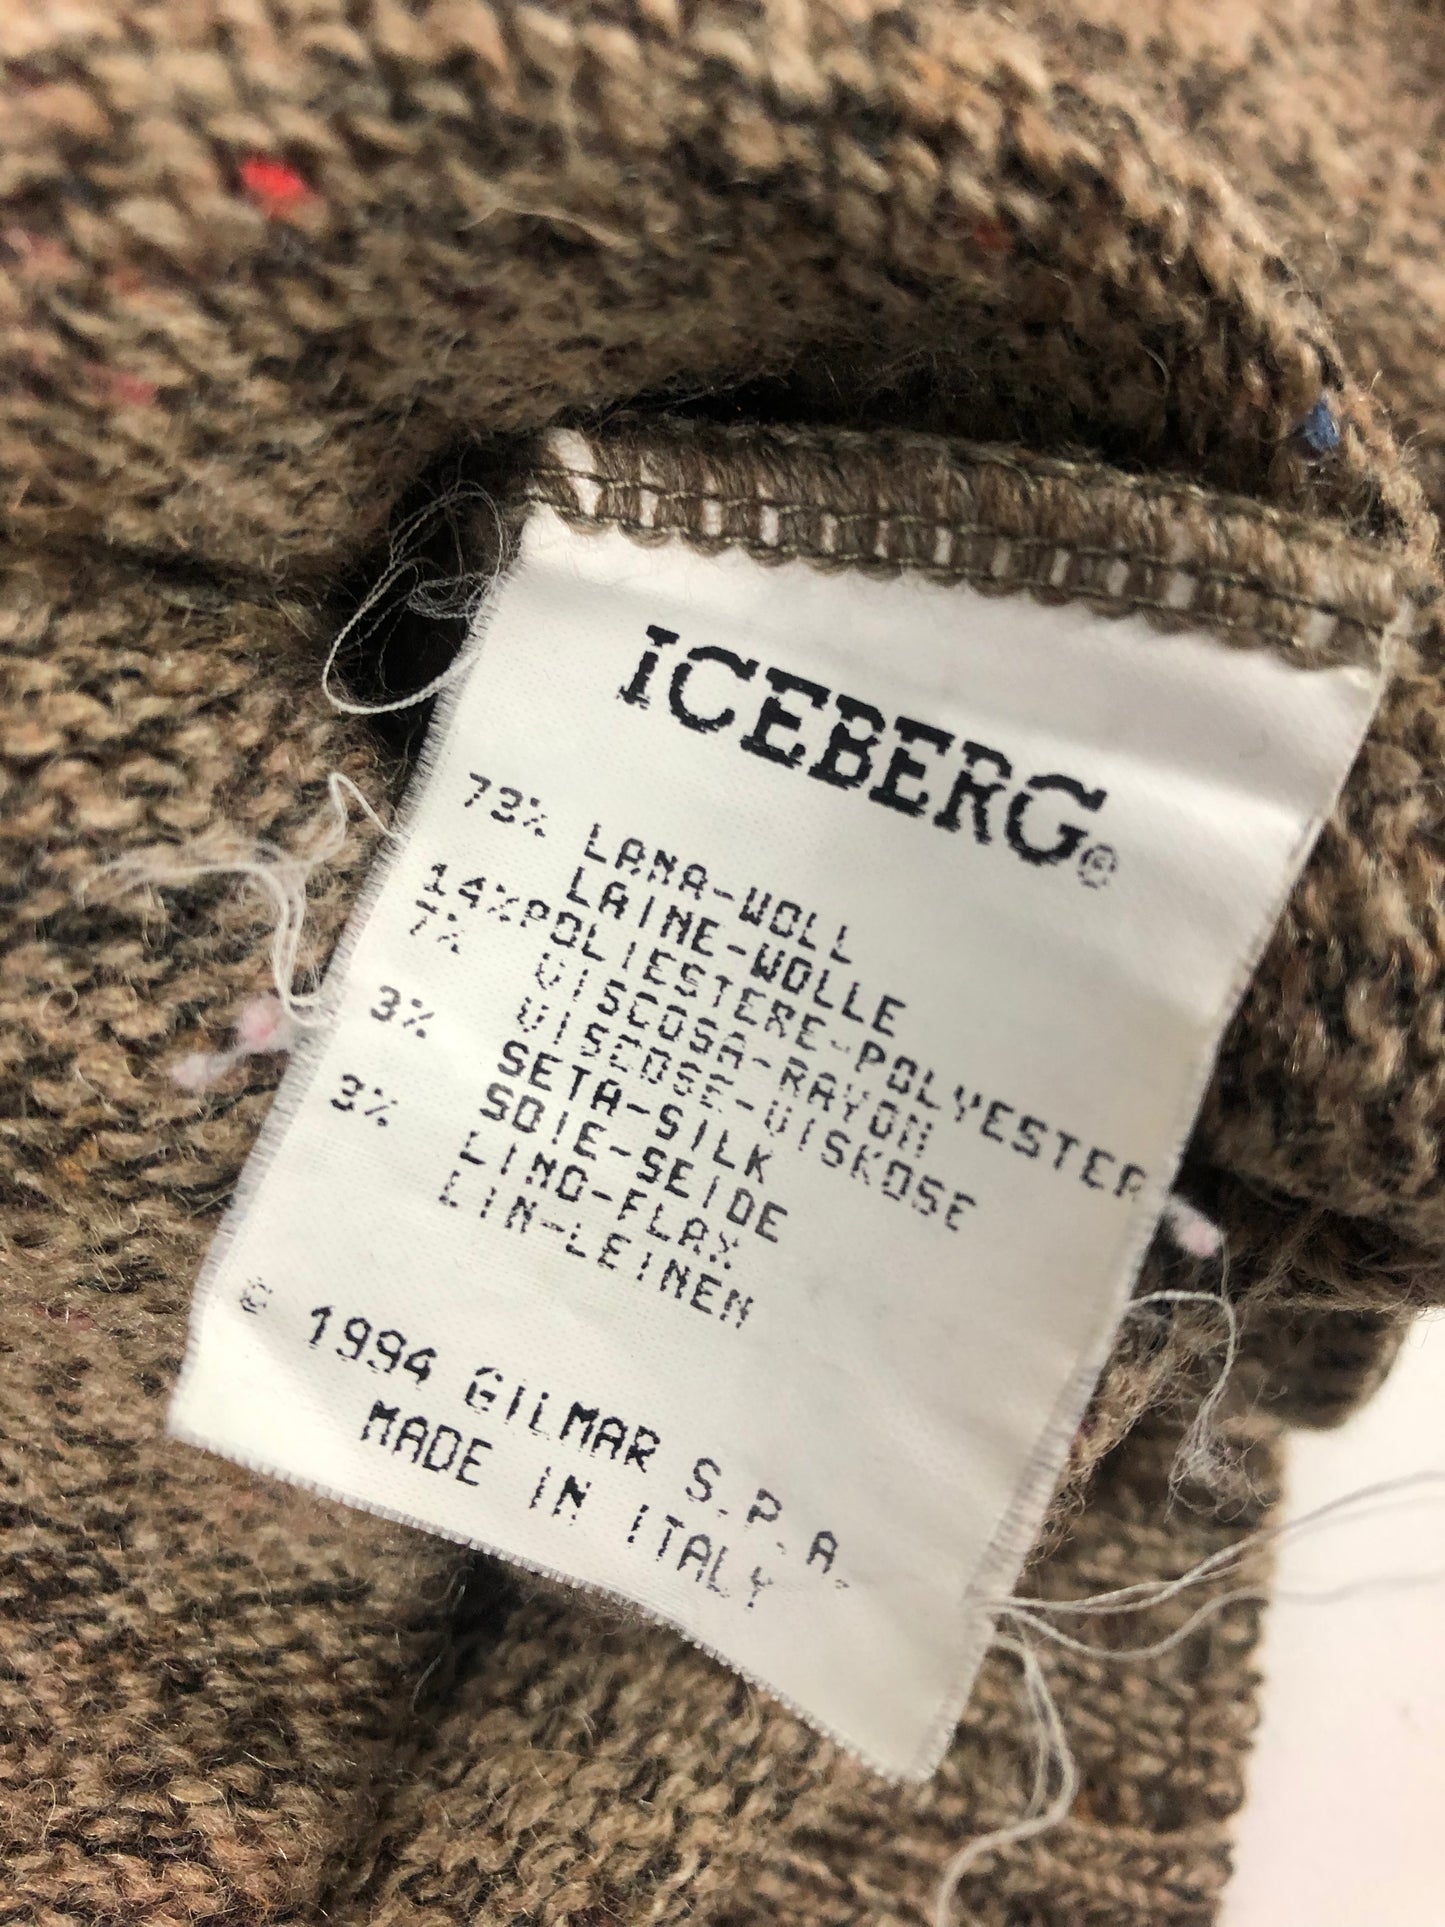 ICEBERG©
73% LANA-WOLL
LAINE-WOLLE
14% POLIESTERE-POLYESTER
7% VISCOSA-RAYON
VISCOSE-VISKOSE
3% SETA-SILK
SOIE-SEIDE
3% LINO-FLAX
LIN-LEINEN
© 1994 GILMAR S.P.A.
MADE IN ITALY